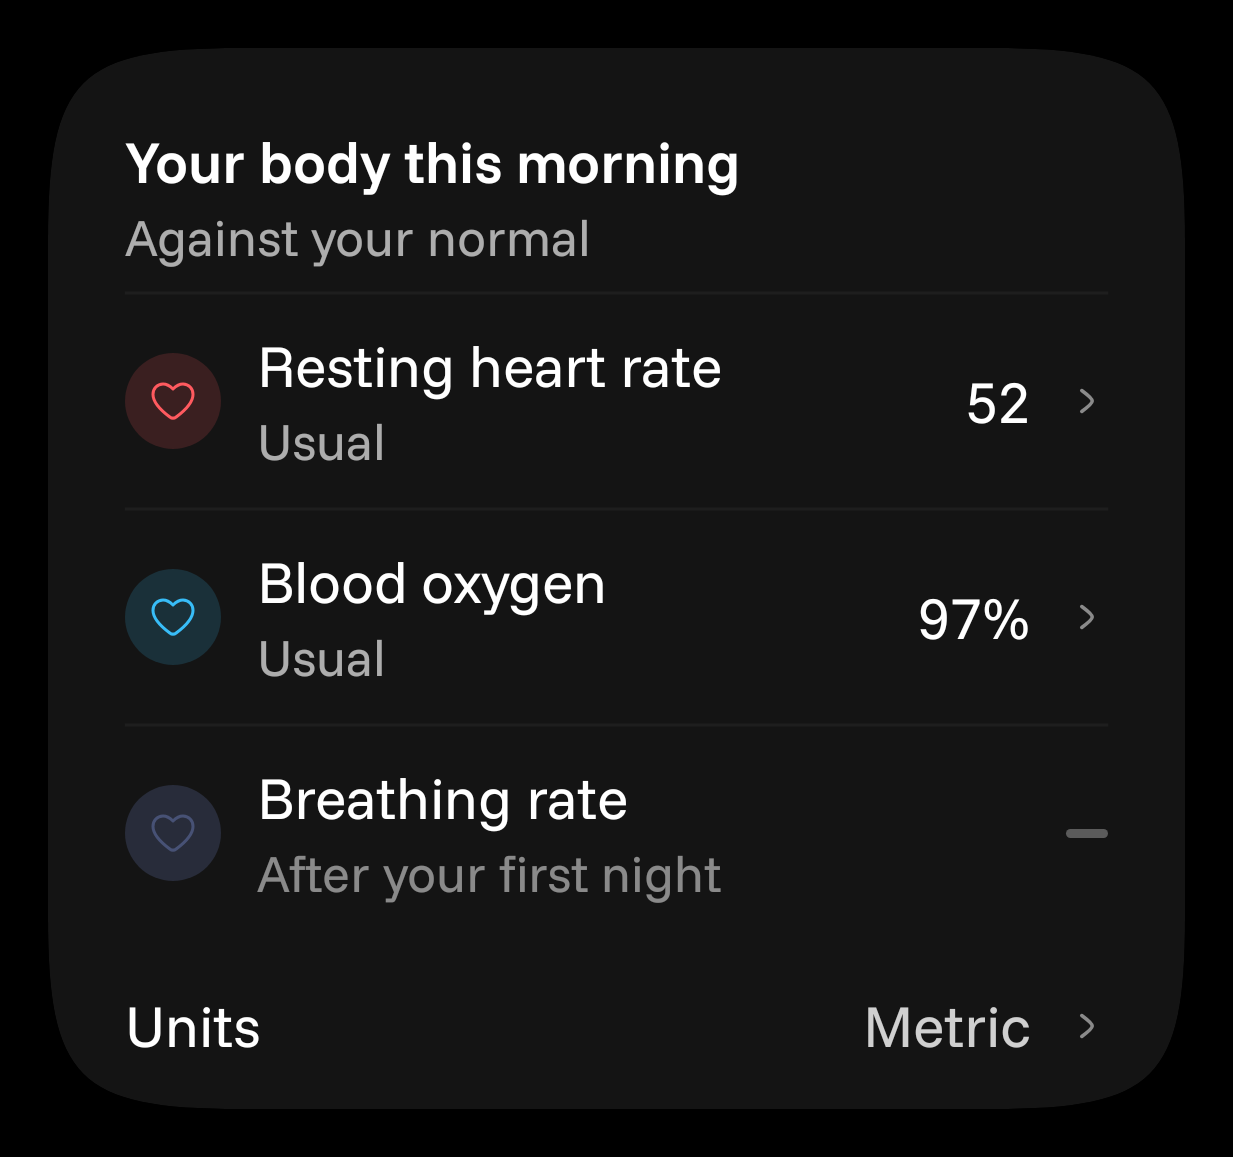 Your body this morning
Against your normal
Resting heart rate
Usual
52
Blood oxygen
Usual
97%
Breathing rate
After your first night
Units
Metric